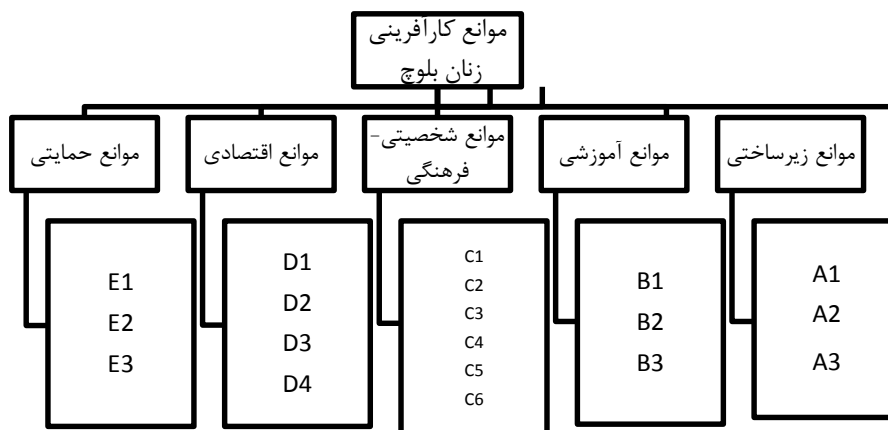 موانع کارآفرینی
زنان بلوچ
موانع زیرساختی
موانع آموزشی
موانع شخصیتی-
فرهنگی
موانع اقتصادی
موانع حمایتی
A1
A2
A3
B1
B2
B3
C1
C2
C3
C4
C5
C6
D1
D2
D3
D4
E1
E2
E3